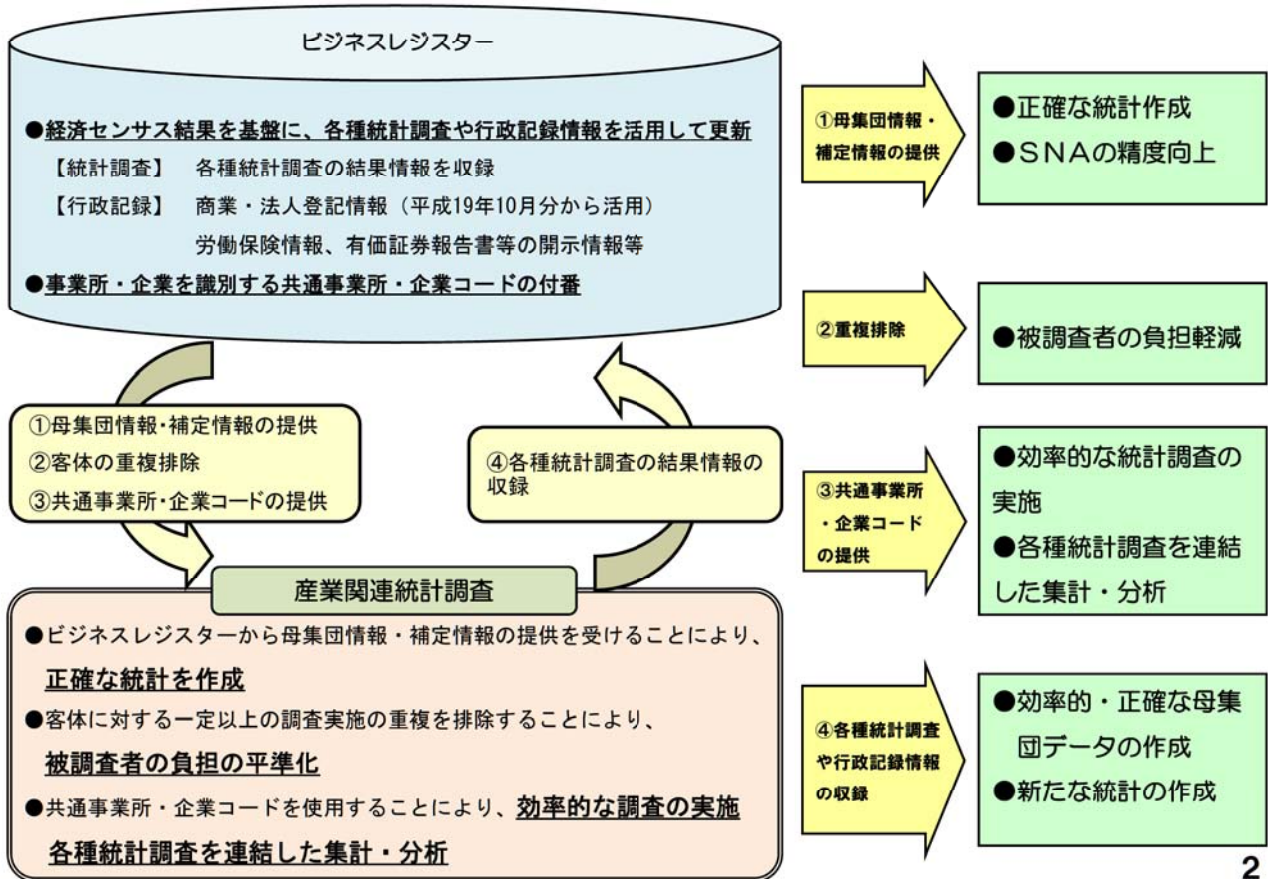 ビジネスレジスター
●経済センサス結果を基盤に、各種統計調査や行政記録情報を活用して更新
【統計調査】 各種統計調査の結果情報を収録
【行政記録】 商業・法人登記情報（平成19年10月分から活用）
労働保険情報、有価証券報告書等の開示情報等
●事業所・企業を識別する共通事業所・企業コードの付番
①母集団情報・補定情報の提供
②客体の重複排除
③共通事業所・企業コードの提供
④各種統計調査の結果情報の
収録
産業関連統計調査
●ビジネスレジスターから母集団情報・補定情報の提供を受けることにより、
正確な統計を作成
●客体に対する一定以上の調査実施の重複を排除することにより、
被調査者の負担の平準化
●共通事業所・企業コードを使用することにより、効率的な調査の実施
各種統計調査を連結した集計・分析
①母集団情報・
補定情報の提供
●正確な統計作成
●ＳＮＡの精度向上
②重複排除
●被調査者の負担軽減
③共通事業所
・企業コード
の提供
●効率的な統計調査の
実施
●各種統計調査を連結
した集計・分析
④各種統計調査
や行政記録情報
の収録
●効率的・正確な母集
団データの作成
●新たな統計の作成
2